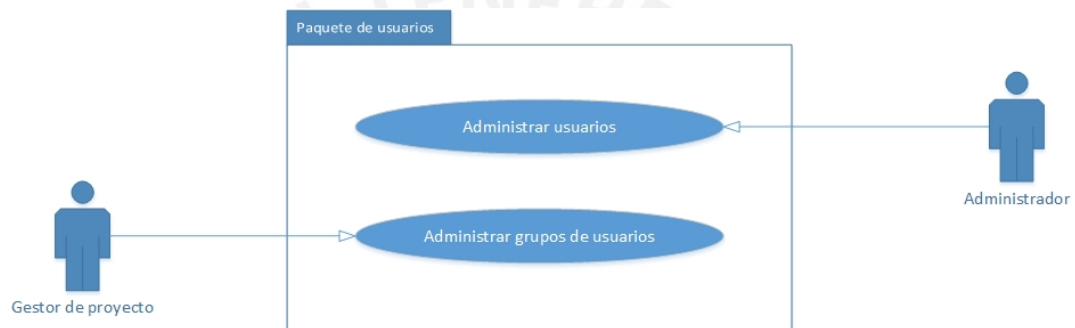 Paquete de usuarios
Administrar usuarios
Administrador
Administrar grupos de usuarios
Gestor de proyecto